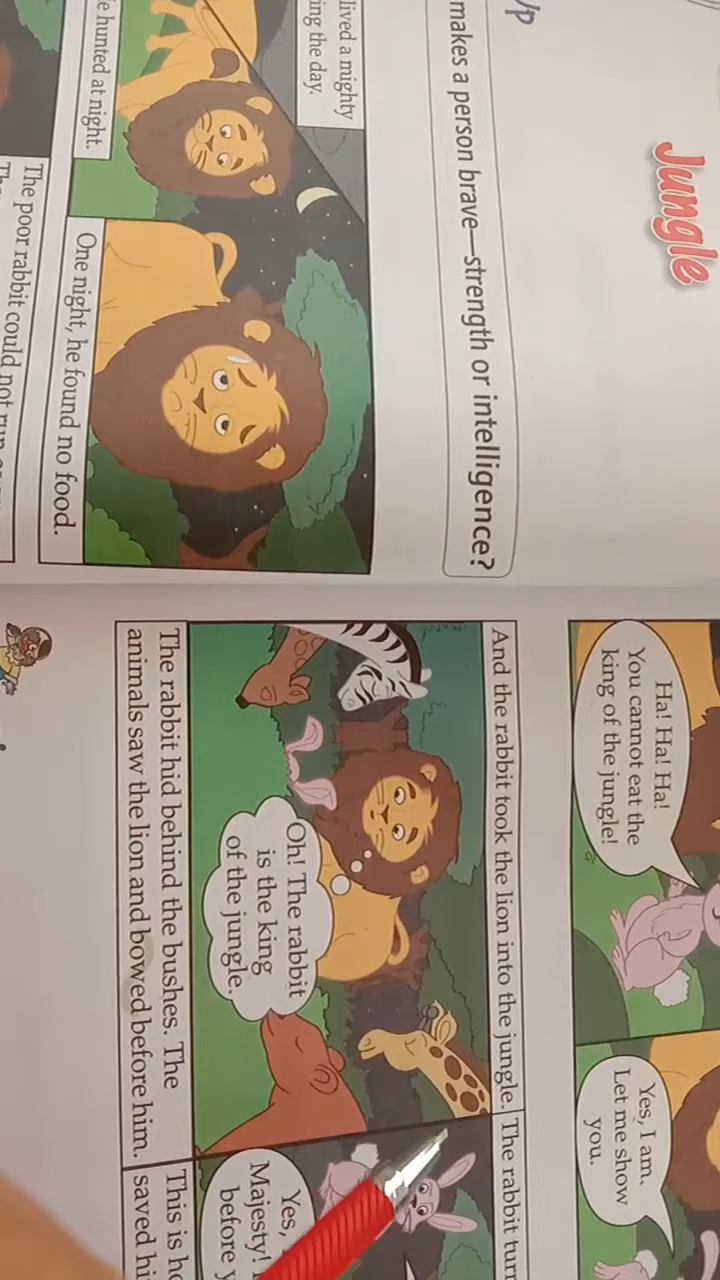 Up
Jungle
makes a person brave—strength or intelligence?
lived a mighty
ing the day.
e hunted at night.
One night, he found no food.
The poor rabbit could not run
Ha! Ha! Ha!
You cannot eat the
king of the jungle!
Yes, I am.
Let me show
you.
And the rabbit took the lion into the jungle.
Oh! The rabbit
is the king
of the jungle.
The rabbit hid behind the bushes. The
animals saw the lion and bowed before him.
The rabbit
Yes,
Majesty!
before
This is
saved